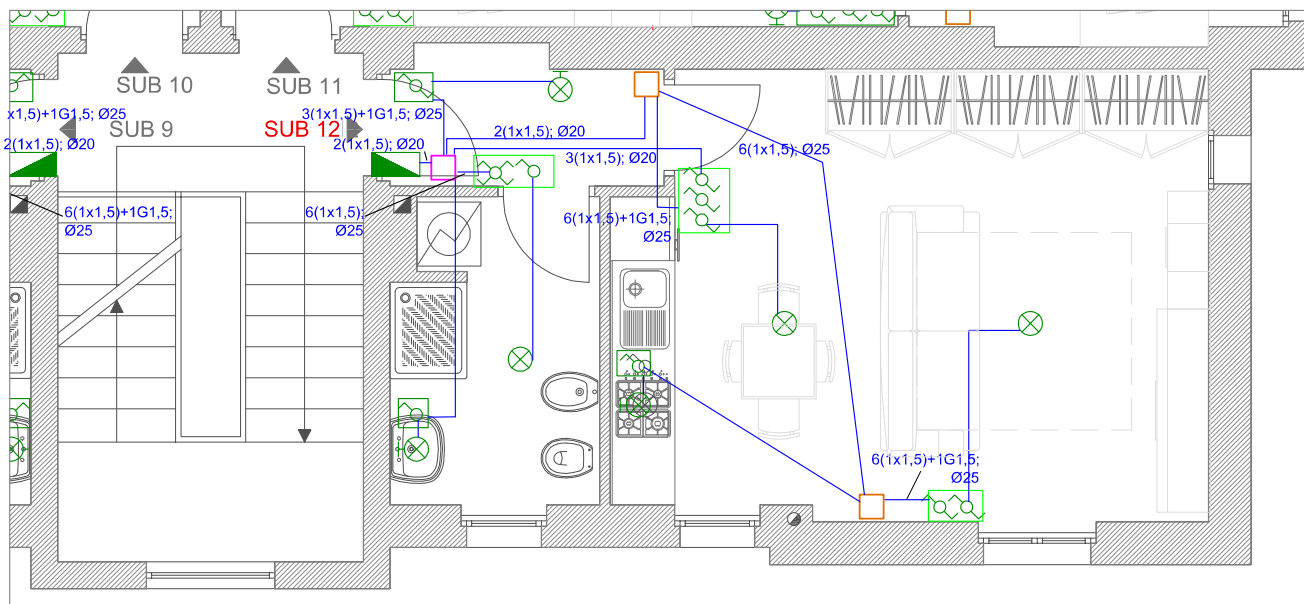 SUB 10
SUB 11
x1,5)+1G1,5; Ø25
3(1x1,5)+1G1,5; Ø25
SUB 9
SUB 12
2(1x1,5); Ø20
2(1x1,5); Ø20
2(1x1,5); Ø20
3(1x1,5); Ø20
6(1x1,5); Ø25
6(1x1,5)+1G1,5;
Ø25
6(1x1,5);
Ø25
6(1x1,5)+1G1,5;
Ø25
6(1x1,5)+1G1,5;
Ø25